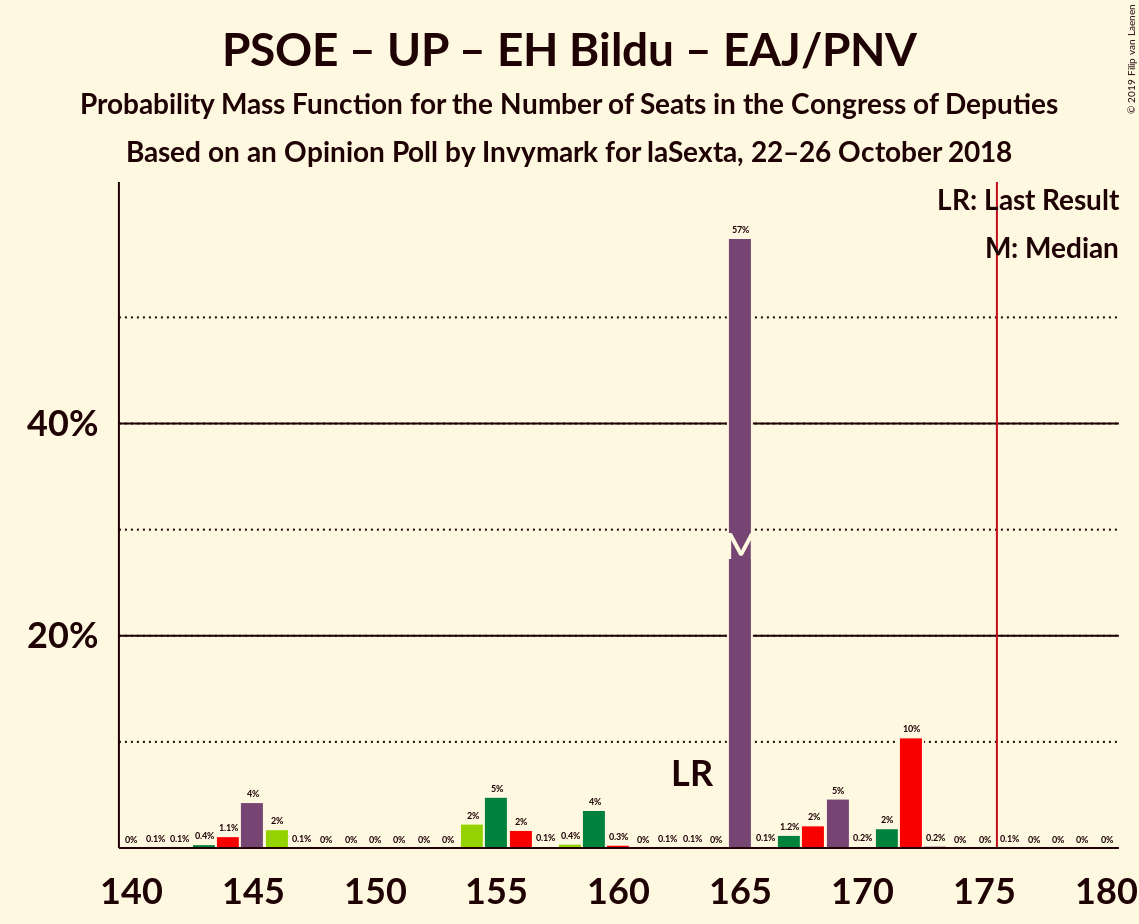 PSOE – UP – EH Bildu – EAJ/PNV
Probability Mass Function for the Number of Seats in the Congress of Deputies
Based on an Opinion Poll by Invymark for laSexta, 22–26 October 2018
© 2019 Filip van Laenen
LR: Last Result
M: Median
57%
40%
M
20%
10%
LR
5%
5%
4%
4%
2%
2%
2%
2%
2%
0% 0.1% 0.1% 0.4% 1.1% 0.1% 0% 0% 0% 0% 0% 0% 0.1% 0.4% 0.3% 0% 0.1% 0.1% 0% 0.1% 1.2% 2% 0.2% 0.2% 0% 0% 0.1% 0% 0% 0% 0%
140 145 150 155 160 165 170 175 180